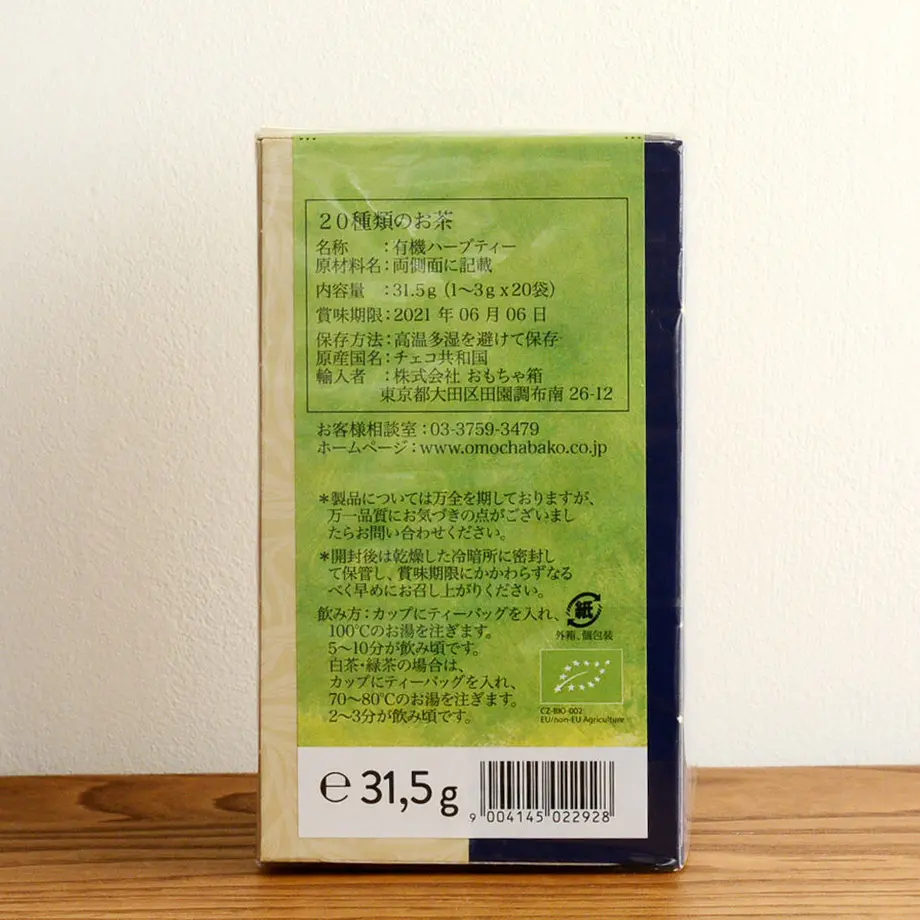 20種類のお茶
名称　：有機ハーブティー
原材料名：両側面に記載
内容量　：31.5g（1〜3g x 20袋）
賞味期限：2021 年 06 月 06 日
保存方法：高温多湿を避けて保存
原産国名：チェコ共和国
輸入者　：株式会社 おもちゃ箱
東京都大田区田園調布南 26-12
お客様相談室：03-3759-3479
ホームページ：www.omochabako.co.jp
＊製品については万全を期しておりますが、
万一品質にお気づきの点がございまし
たらお問い合わせください。
＊開封後は乾燥した冷暗所に密封し
て保管し、賞味期限にかかわらずなる
べく早めにお召し上がりください。
飲み方：カップにティーバッグを入れ、
100℃のお湯を注ぎます。
5〜10分が飲み頃です。
白茶・緑茶の場合は、
カップにティーバッグを入れ、
70〜80℃のお湯を注ぎます。
2〜3分が飲み頃です。
紙
外箱、個包装
CZ-BIO-002
EU/non-EU Agriculture
℮ 31,5 g
9 004145 022928